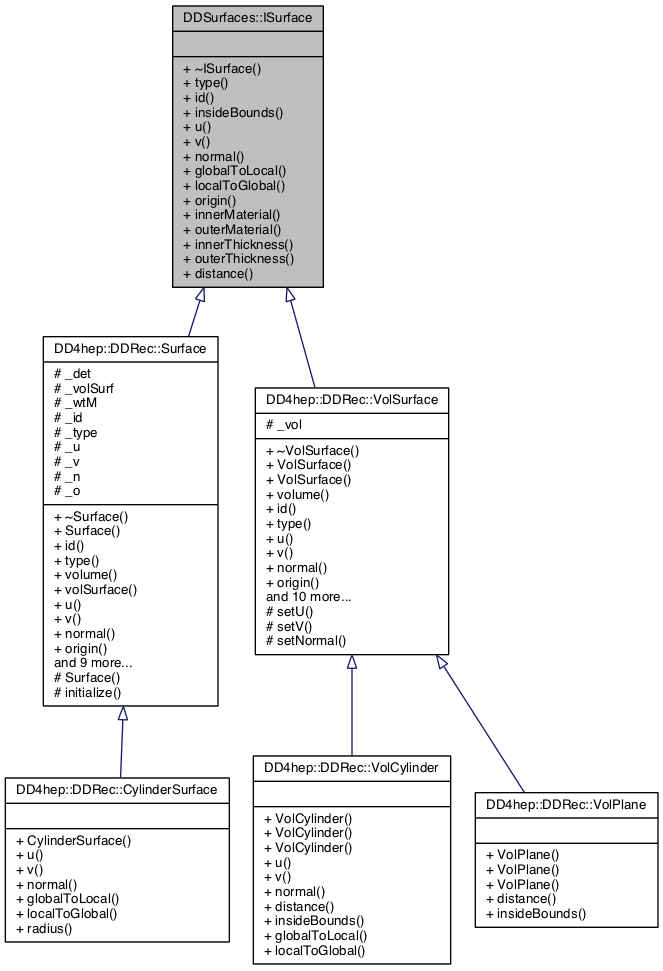 DDSurfaces::ISurface
+ ~ISurface()
+ type()
+ id()
+ insideBounds()
+ u()
+ v()
+ normal()
+ globalToLocal()
+ localToGlobal()
+ origin()
+ innerMaterial()
+ outerMaterial()
+ innerThickness()
+ outerThickness()
+ distance()
DD4hep::DDRec::Surface
# _det
# _volSurf
# _wtM
# _id
# _type
# _u
# _v
# _n
# _o
+ ~Surface()
+ Surface()
+ id()
+ type()
+ volume()
+ volSurface()
+ u()
+ v()
+ normal()
+ origin()
and 9 more...
# Surface()
# initialize()
DD4hep::DDRec::VolSurface
# _vol
+ ~VolSurface()
+ VolSurface()
+ VolSurface()
+ volume()
+ id()
+ type()
+ u()
+ v()
+ normal()
+ origin()
and 10 more...
# setU()
# setV()
# setNormal()
DD4hep::DDRec::CylinderSurface
+ CylinderSurface()
+ u()
+ v()
+ normal()
+ globalToLocal()
+ localToGlobal()
+ radius()
DD4hep::DDRec::VolCylinder
+ VolCylinder()
+ VolCylinder()
+ VolCylinder()
+ u()
+ v()
+ normal()
+ distance()
+ insideBounds()
+ globalToLocal()
+ localToGlobal()
DD4hep::DDRec::VolPlane
+ VolPlane()
+ VolPlane()
+ VolPlane()
+ distance()
+ insideBounds()